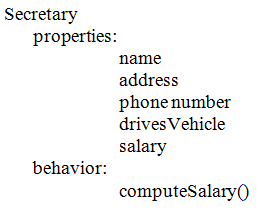 Secretary
properties:
name
address
phone number
drivesVehicle
salary
behavior:
computeSalary()